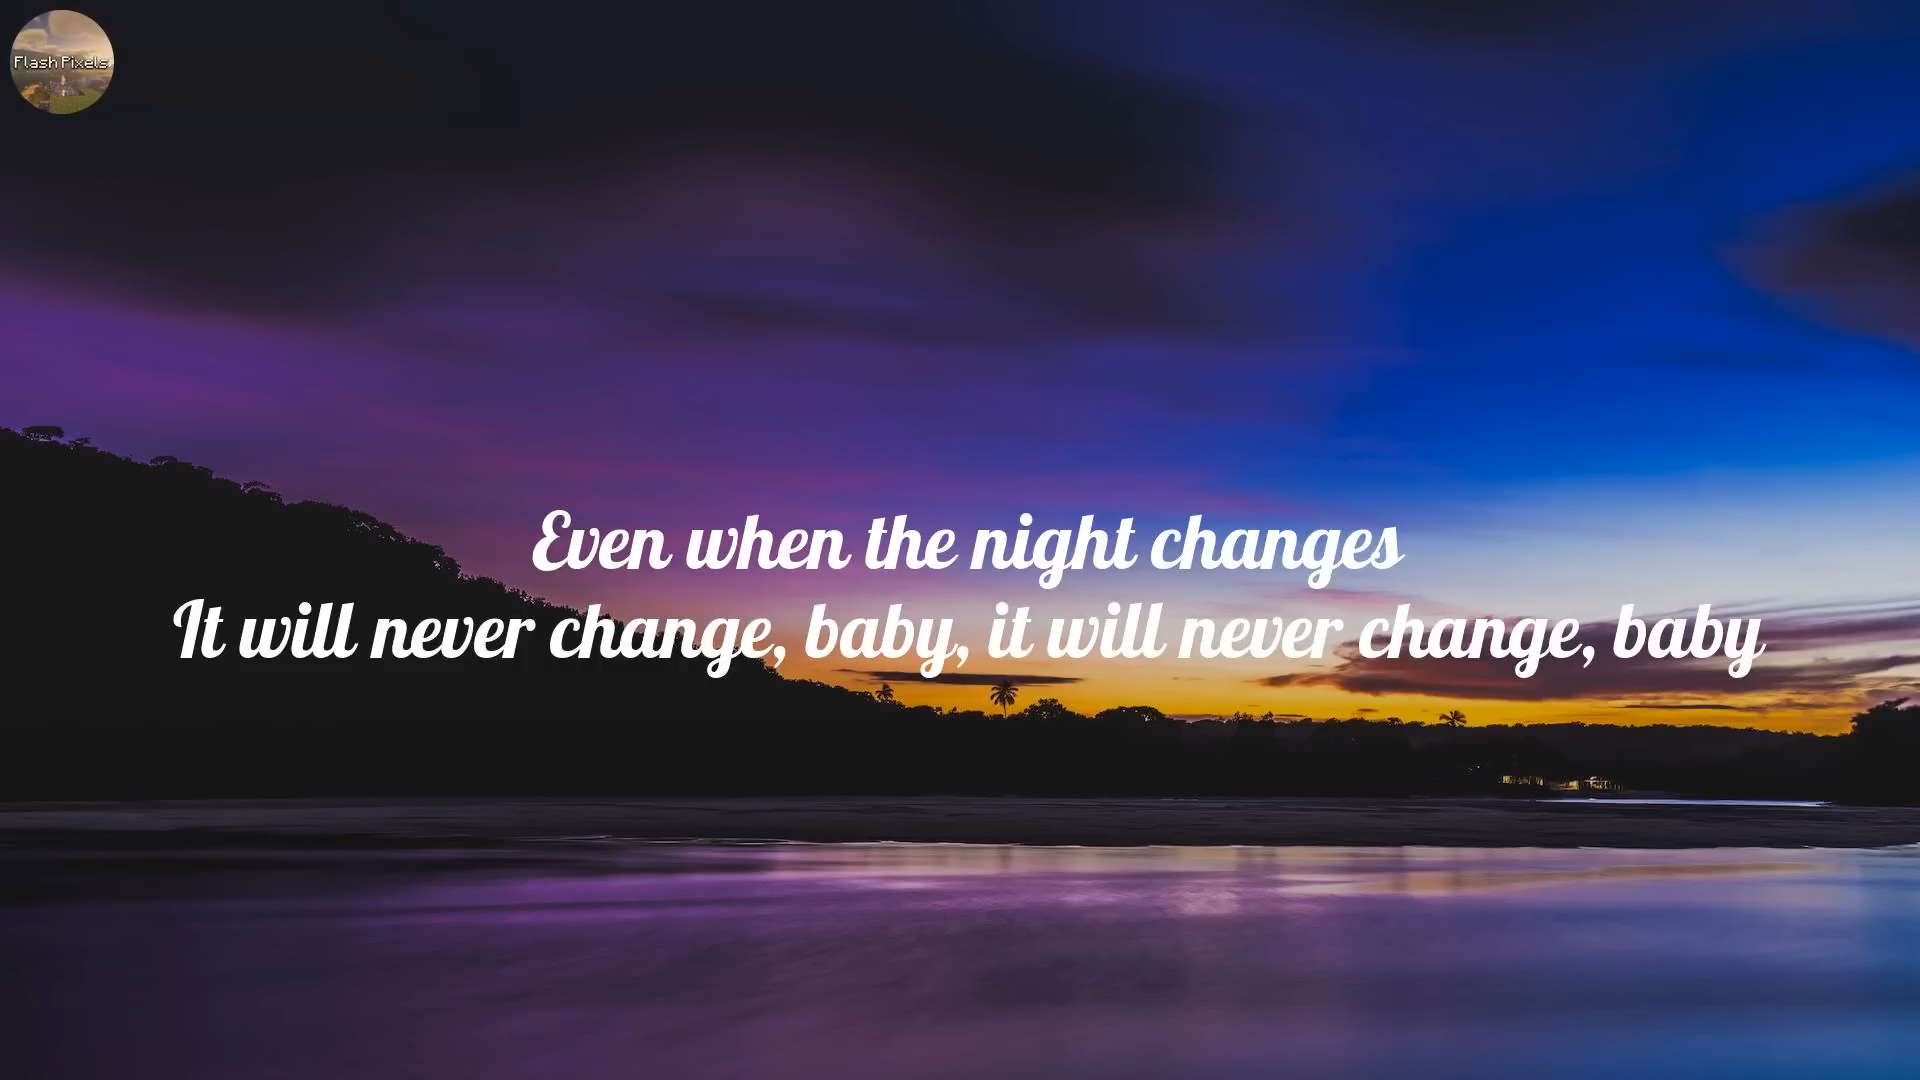 Flash Pixels
Even when the night changes
It will never change, baby, it will never change, baby